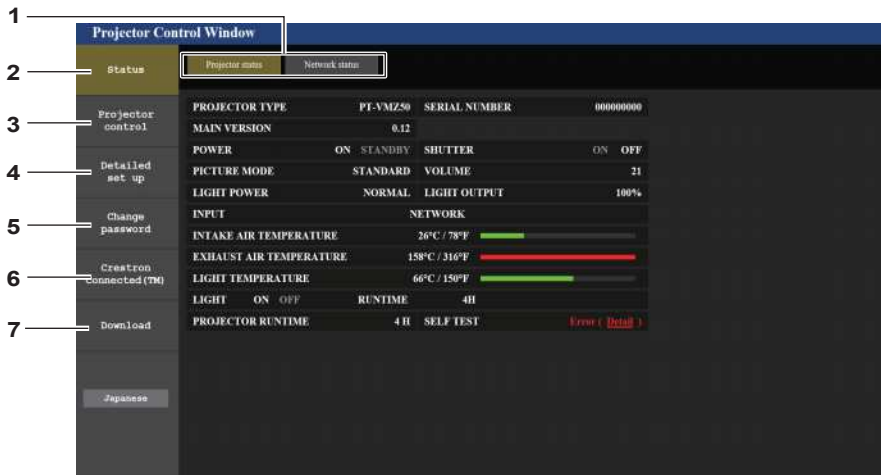 1
Projector Control Window
2
Status
Projector status
Network status
3
Projector control
4
Detailed set up
5
Change password
6
Crestron Connected(TM)
7
Download
Japanese
PROJECTOR TYPE PT-VMZ50 SERIAL NUMBER 000000000
MAIN VERSION 0.12
POWER ON STANDBY SHUTTER ON OFF
PICTURE MODE STANDARD VOLUME 21
LIGHT POWER NORMAL LIGHT OUTPUT 100%
INPUT NETWORK
INTAKE AIR TEMPERATURE 26°C / 78°F
EXHAUST AIR TEMPERATURE 158°C / 316°F
LIGHT TEMPERATURE 66°C / 150°F
LIGHT ON OFF RUNTIME 4H
PROJECTOR RUNTIME 4 H SELF TEST Error ( Detail )